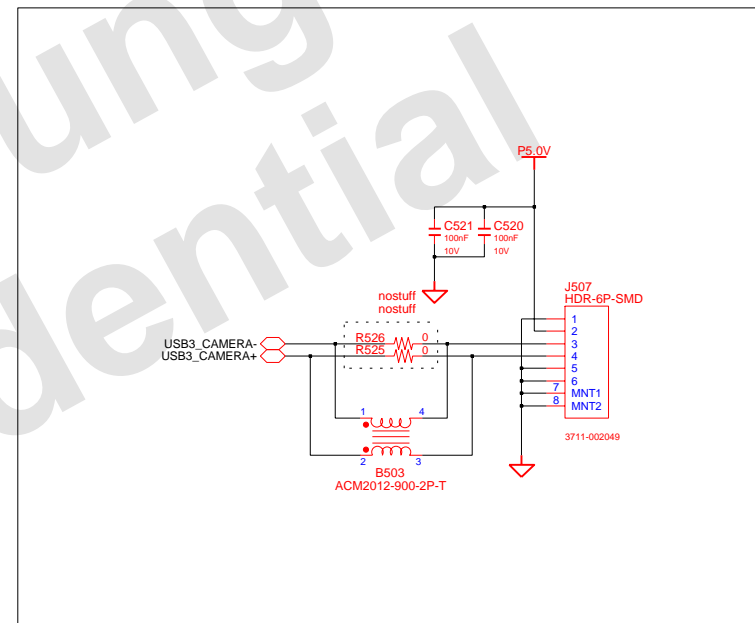 ung
dential
P5.0V
C521
100nF
10V
C520
100nF
10V
nostuff
nostuff
J507
HDR-6P-SMD
USB3_CAMERA-
USB3_CAMERA+
R526 0
R525 0
1
2
3
4
5
6
7 MNT1
8 MNT2
3711-002049
1 4
2 3
B503
ACM2012-900-2P-T